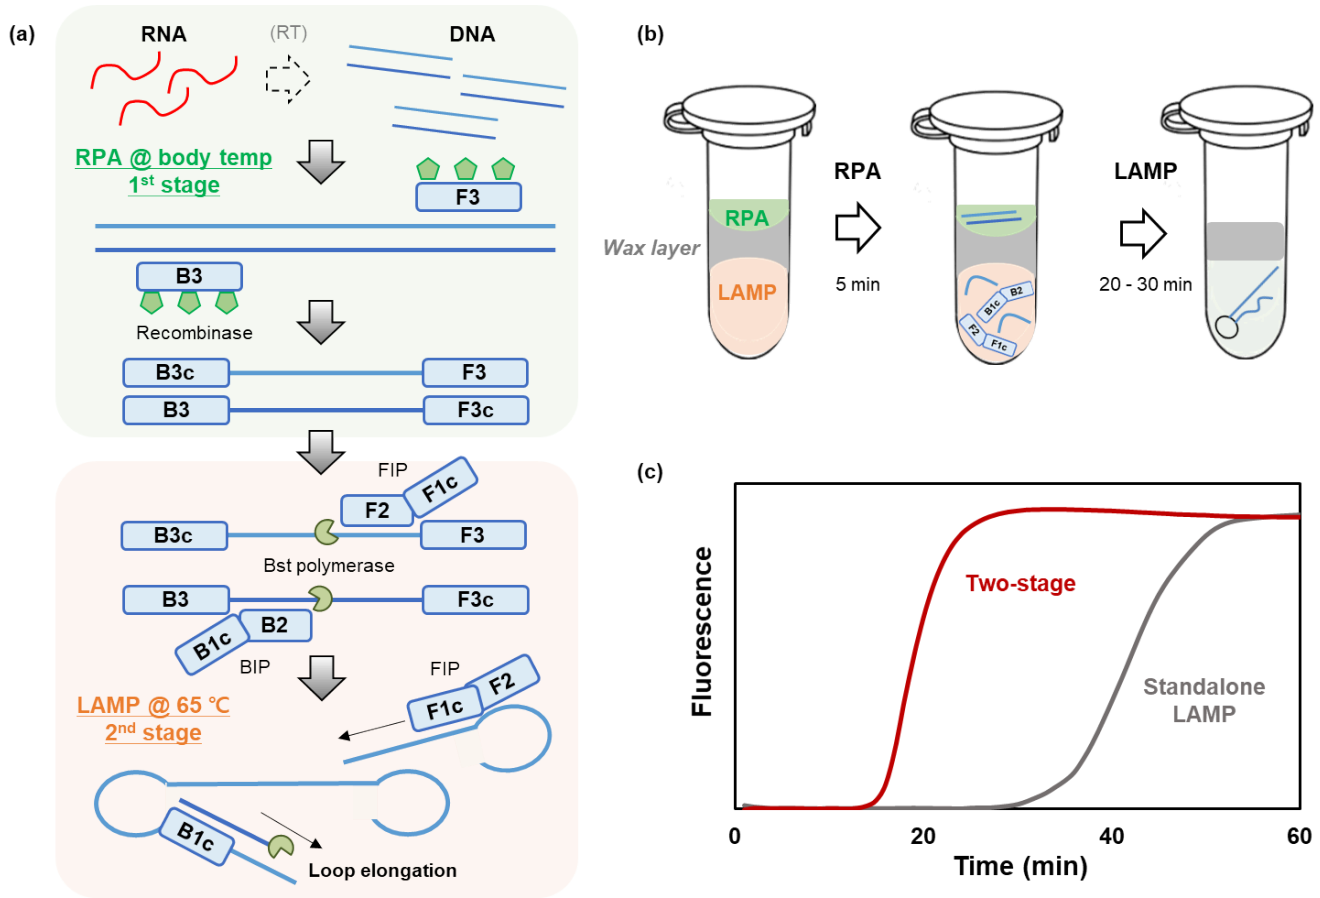 (a)
RNA
(RT)
DNA
RPA @ body temp
1st stage
F3
B3
Recombinase
B3c
F3
B3
F3c
FIP
F2
F1c
B3c
F3
Bst polymerase
B3
F3c
B1c
B2
BIP
FIP
F1c
F2
LAMP @ 65 ℃
2nd stage
B1c
Loop elongation
(b)
RPA
Wax layer
LAMP
RPA
5 min
B1c
B2
F2
F1c
LAMP
20 - 30 min
(c)
Fluorescence
Two-stage
Standalone
LAMP
0
20
40
60
Time (min)